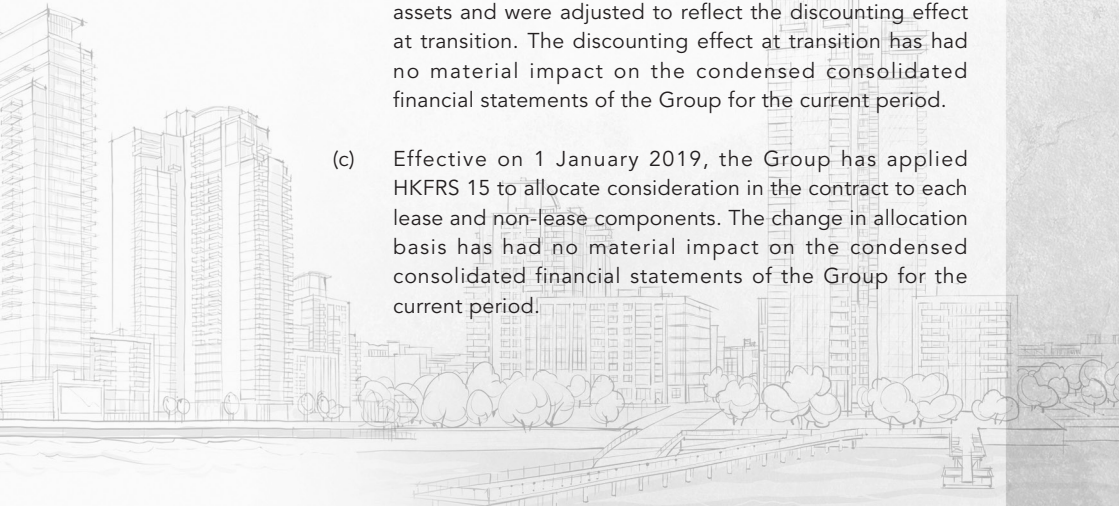 assets and were adjusted to reflect the discounting effect
at transition. The discounting effect at transition has had
no material impact on the condensed consolidated
financial statements of the Group for the current period.
(c) Effective on 1 January 2019, the Group has applied
HKFRS 15 to allocate consideration in the contract to each
lease and non-lease components. The change in allocation
basis has had no material impact on the condensed
consolidated financial statements of the Group for the
current period.